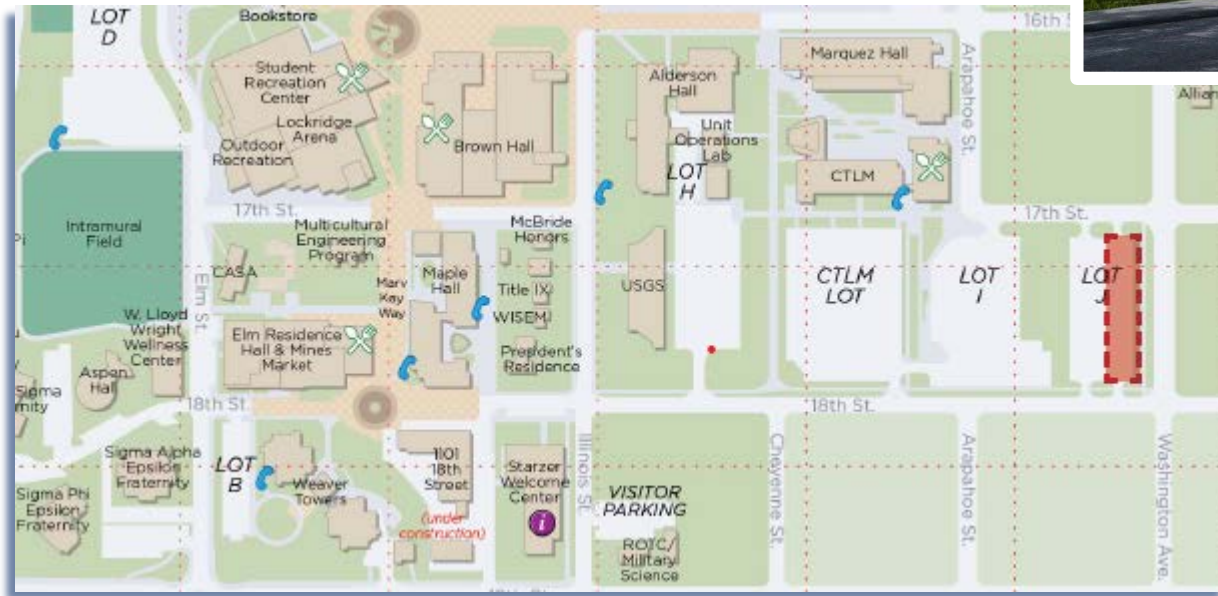 LOT
D
Bookstore
16th
Student
Recreation
Center
Lockridge
Arena
Outdoor
Recreation
Brown Hall
Alderson
Hall
Unit
Operations
Lab
LOT
H
Marquez Hall
Arapahoe St.
CTLM
17th St.
17th St.
Intramural
Field
Multicultural
Engineering
Program
CASA
Elm St.
Marv
Kay
Way
Maple
Hall
McBride
Honors
Title IX
WISEM
President's
Residence
USGS
CTLM
LOT
LOT
I
LOT
J
W. Lloyd
Wright
Wellness
Center
Aspen
Hall
Elm Residence
Hall & Mines
Market
Sigma
18th St.
18th St.
Sigma Alpha
Epsilon
Fraternity
Sigma Phi
Epsilon
Fraternity
LOT
B
Weaver
Towers
1101
18th
Street
(under
construction)
Starzer
Welcome
Center
i
Illinois St.
VISITOR
PARKING
ROTC/
Military
Science
Cheyenne St.
Arapahoe St.
Washington Ave.